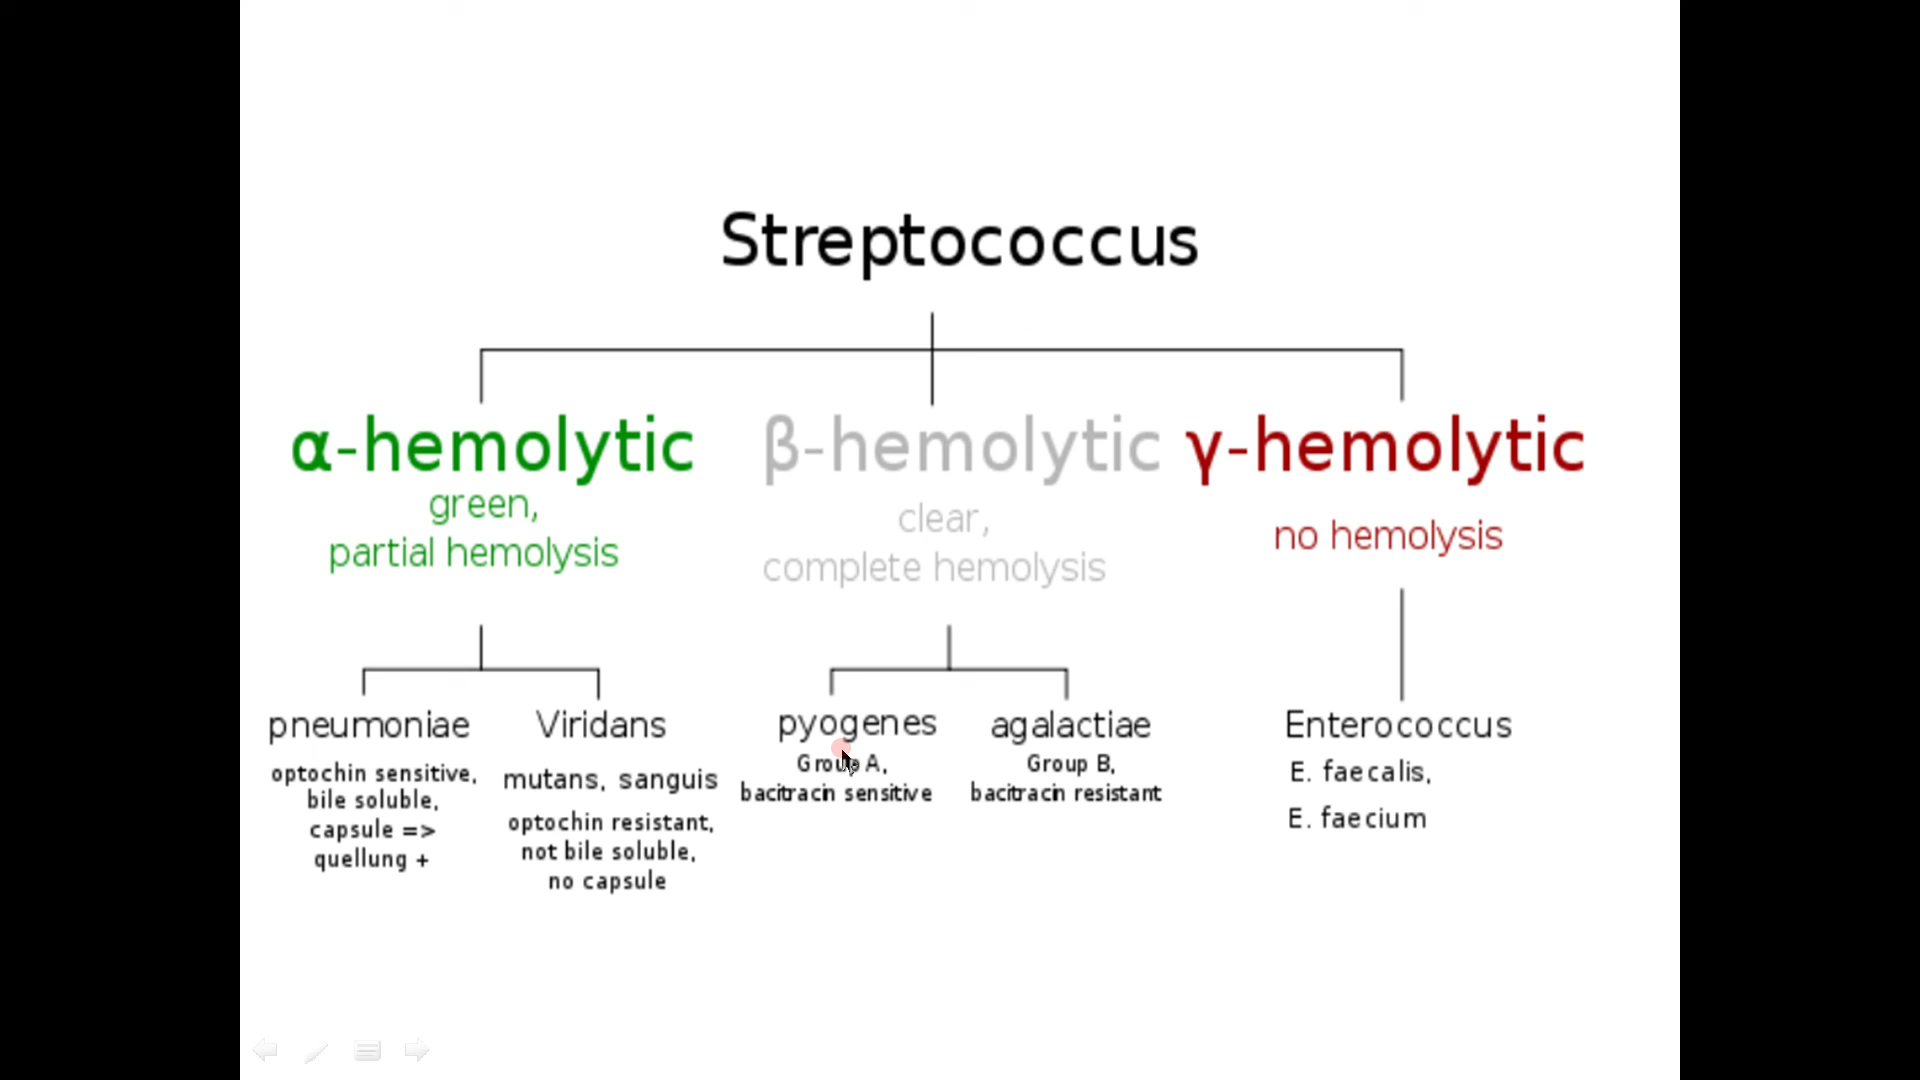 Streptococcus
α-hemolytic
green,
partial hemolysis
β-hemolytic
clear,
complete hemolysis
γ-hemolytic
no hemolysis
pneumoniae
optochin sensitive,
bile soluble,
capsule =>
quellung +
Viridans
mutans, sanguis
optochin resistant,
not bile soluble,
no capsule
pyogenes
Group A,
bacitracin sensitive
agalactiae
Group B,
bacitracin resistant
Enterococcus
E. faecalis,
E. faecium